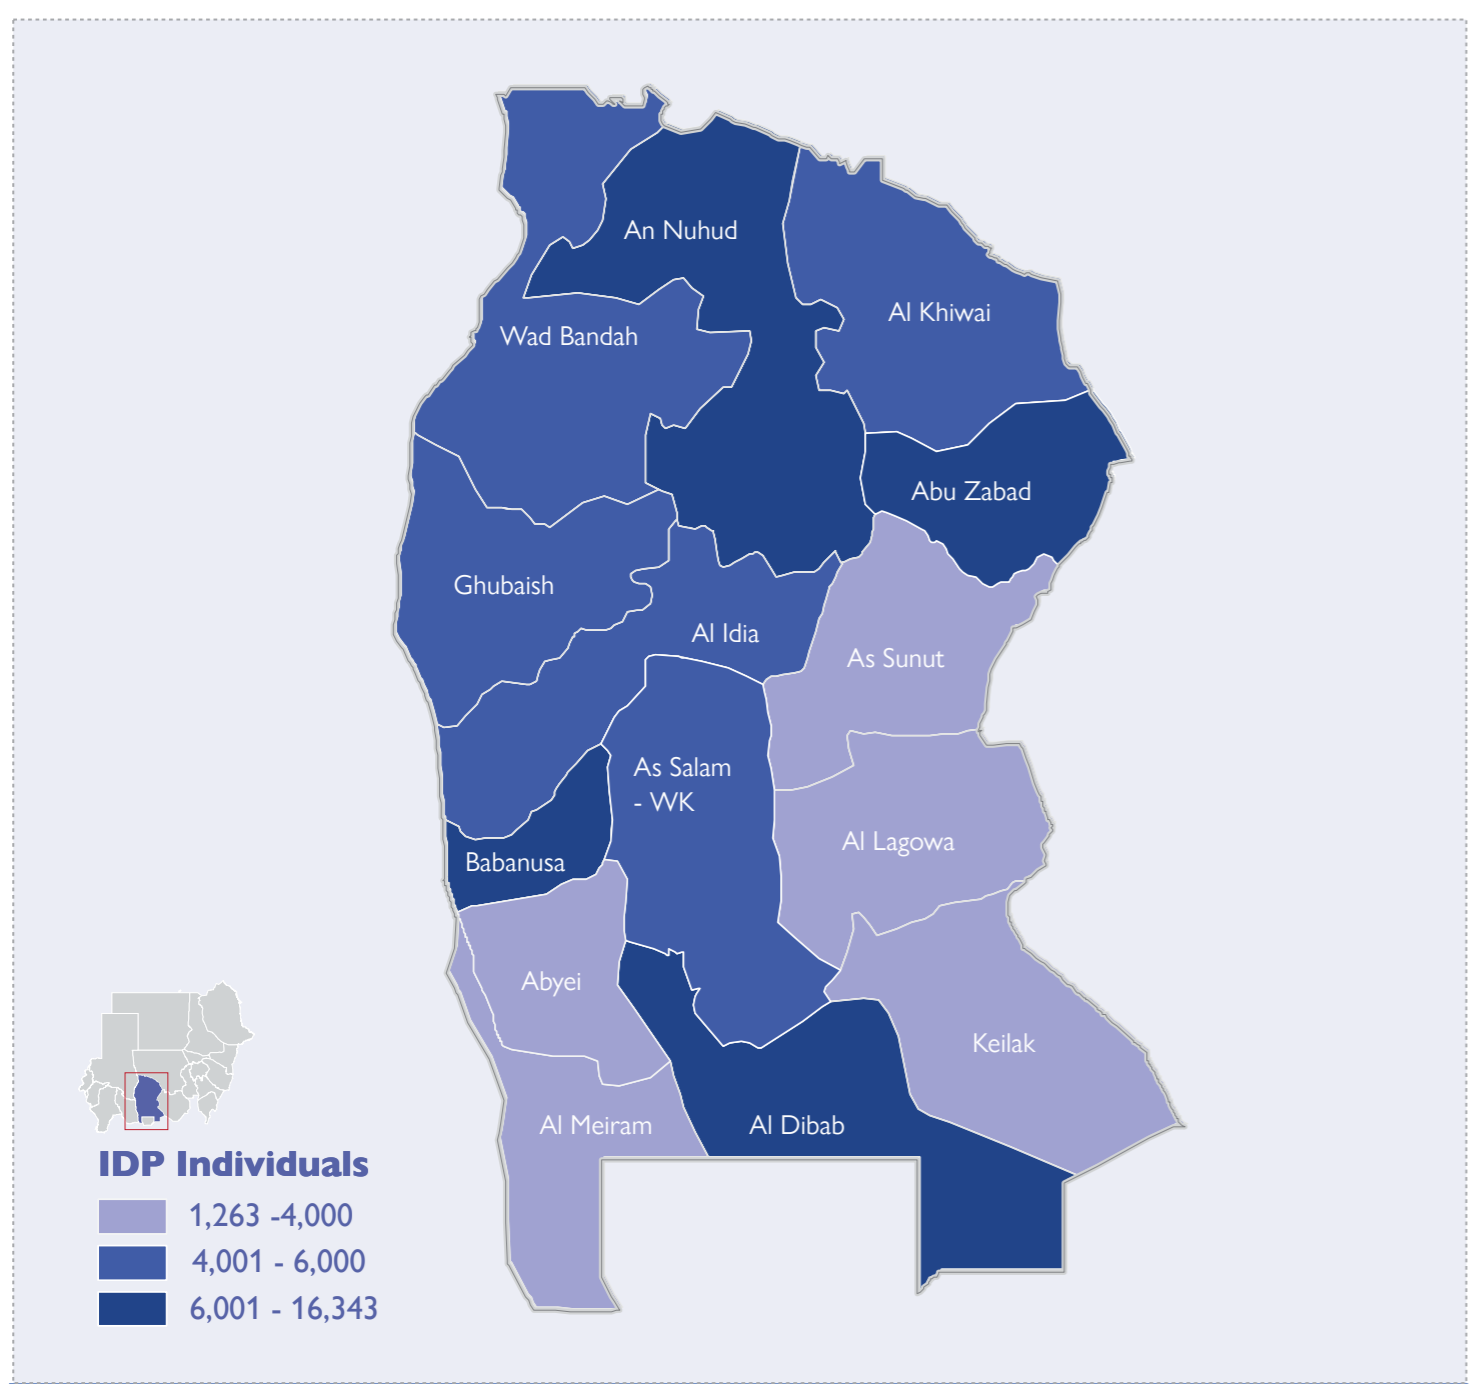 An Nuhud
Al Khiwai
Wad Bandah
Abu Zabad
Ghubaish
Al Idia
As Sunut
As Salam
- WK
Al Lagowa
Babanusa
Abyei
Keilak
Al Meiram
Al Dibab
IDP Individuals
1,263 -4,000
4,001 - 6,000
6,001 - 16,343